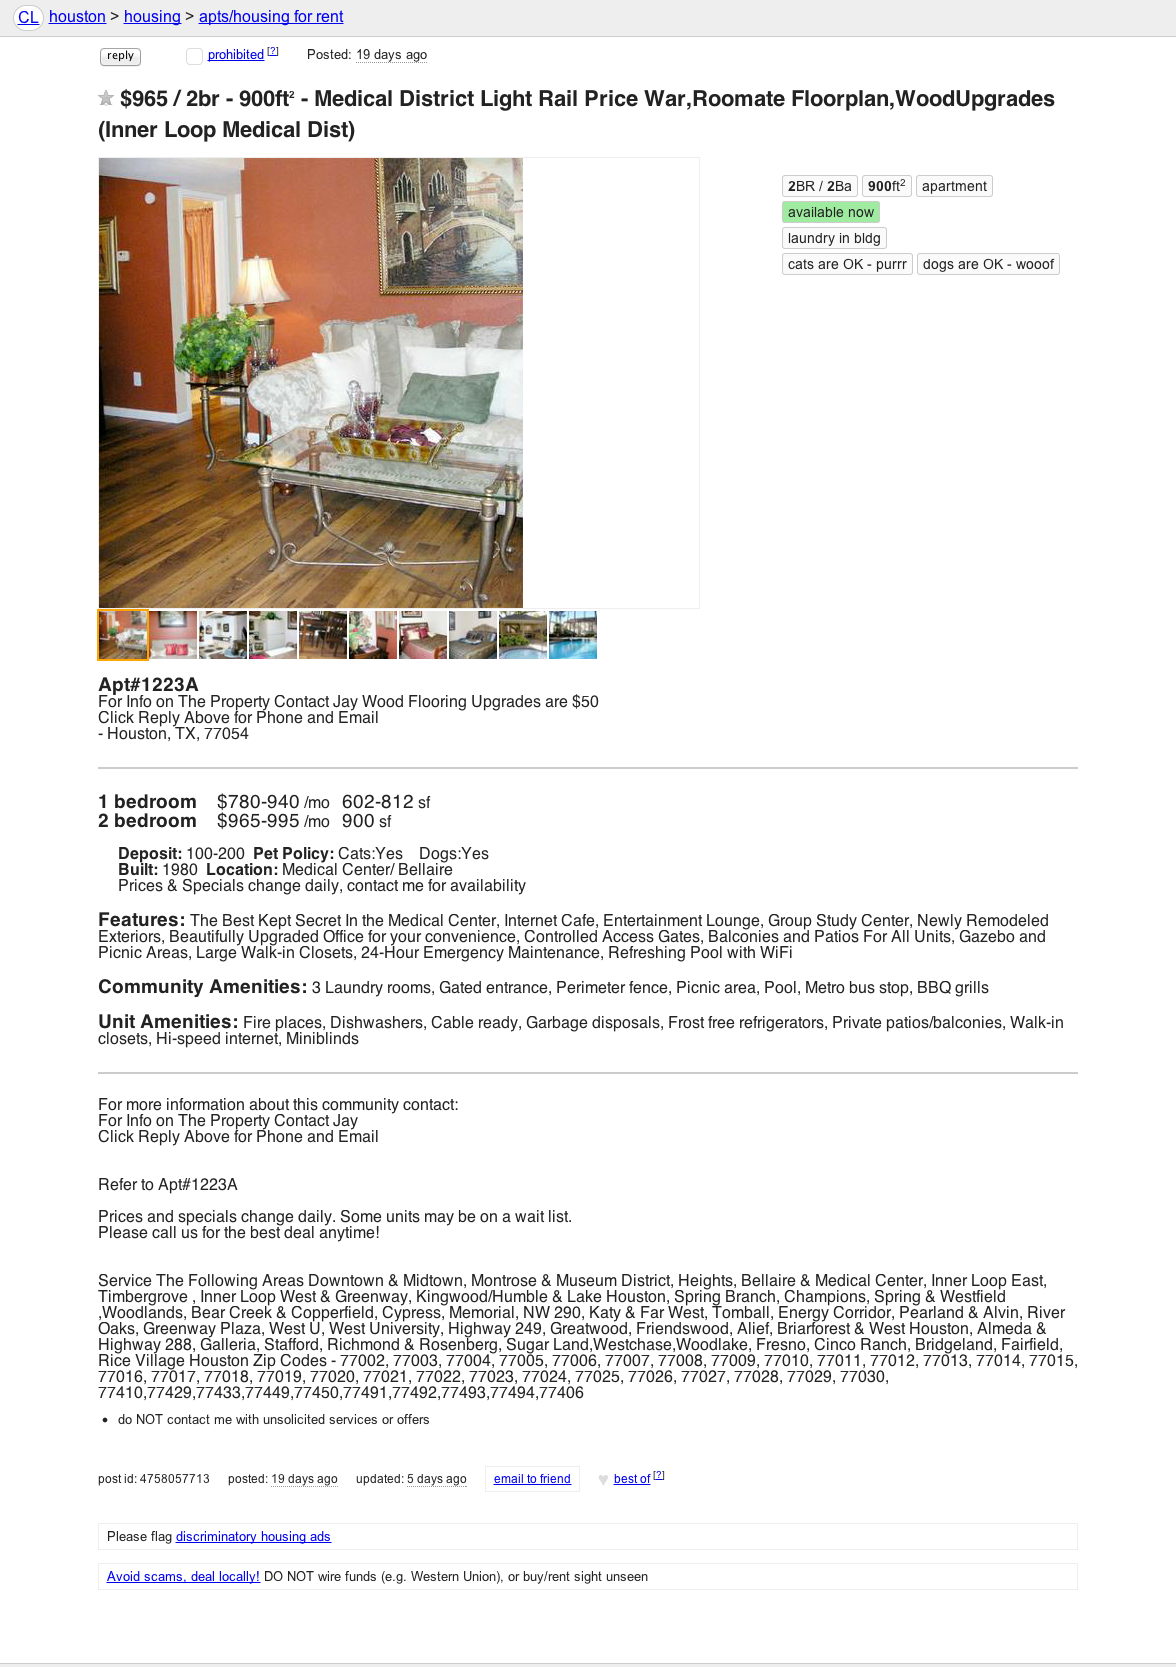 CL houston > housing > apts/housing for rent
reply prohibited [?] Posted: 19 days ago
$965 / 2br - 900ft² - Medical District Light Rail Price War,Roomate Floorplan,WoodUpgrades
(Inner Loop Medical Dist)
2BR / 2Ba 900ft2 apartment
available now
laundry in bldg
cats are OK - purrr dogs are OK - wooof
Apt#1223A
For Info on The Property Contact Jay Wood Flooring Upgrades are $50
Click Reply Above for Phone and Email
- Houston, TX, 77054
1 bedroom $780-940 /mo 602-812 sf
2 bedroom $965-995 /mo 900 sf
Deposit: 100-200 Pet Policy: Cats:Yes Dogs:Yes
Built: 1980 Location: Medical Center/ Bellaire
Prices & Specials change daily, contact me for availability
Features: The Best Kept Secret In the Medical Center, Internet Cafe, Entertainment Lounge, Group Study Center, Newly Remodeled
Exteriors, Beautifully Upgraded Office for your convenience, Controlled Access Gates, Balconies and Patios For All Units, Gazebo and
Picnic Areas, Large Walk-in Closets, 24-Hour Emergency Maintenance, Refreshing Pool with WiFi
Community Amenities: 3 Laundry rooms, Gated entrance, Perimeter fence, Picnic area, Pool, Metro bus stop, BBQ grills
Unit Amenities: Fire places, Dishwashers, Cable ready, Garbage disposals, Frost free refrigerators, Private patios/balconies, Walk-in
closets, Hi-speed internet, Miniblinds
For more information about this community contact:
For Info on The Property Contact Jay
Click Reply Above for Phone and Email
Refer to Apt#1223A
Prices and specials change daily. Some units may be on a wait list.
Please call us for the best deal anytime!
Service The Following Areas Downtown & Midtown, Montrose & Museum District, Heights, Bellaire & Medical Center, Inner Loop East,
Timbergrove , Inner Loop West & Greenway, Kingwood/Humble & Lake Houston, Spring Branch, Champions, Spring & Westfield
,Woodlands, Bear Creek & Copperfield, Cypress, Memorial, NW 290, Katy & Far West, Tomball, Energy Corridor, Pearland & Alvin, River
Oaks, Greenway Plaza, West U, West University, Highway 249, Greatwood, Friendswood, Alief, Briarforest & West Houston, Almeda &
Highway 288, Galleria, Stafford, Richmond & Rosenberg, Sugar Land,Westchase,Woodlake, Fresno, Cinco Ranch, Bridgeland, Fairfield,
Rice Village Houston Zip Codes - 77002, 77003, 77004, 77005, 77006, 77007, 77008, 77009, 77010, 77011, 77012, 77013, 77014, 77015,
77016, 77017, 77018, 77019, 77020, 77021, 77022, 77023, 77024, 77025, 77026, 77027, 77028, 77029, 77030,
77410,77429,77433,77449,77450,77491,77492,77493,77494,77406
• do NOT contact me with unsolicited services or offers
post id: 4758057713 posted: 19 days ago updated: 5 days ago email to friend ♥ best of [?]
Please flag discriminatory housing ads
Avoid scams, deal locally! DO NOT wire funds (e.g. Western Union), or buy/rent sight unseen